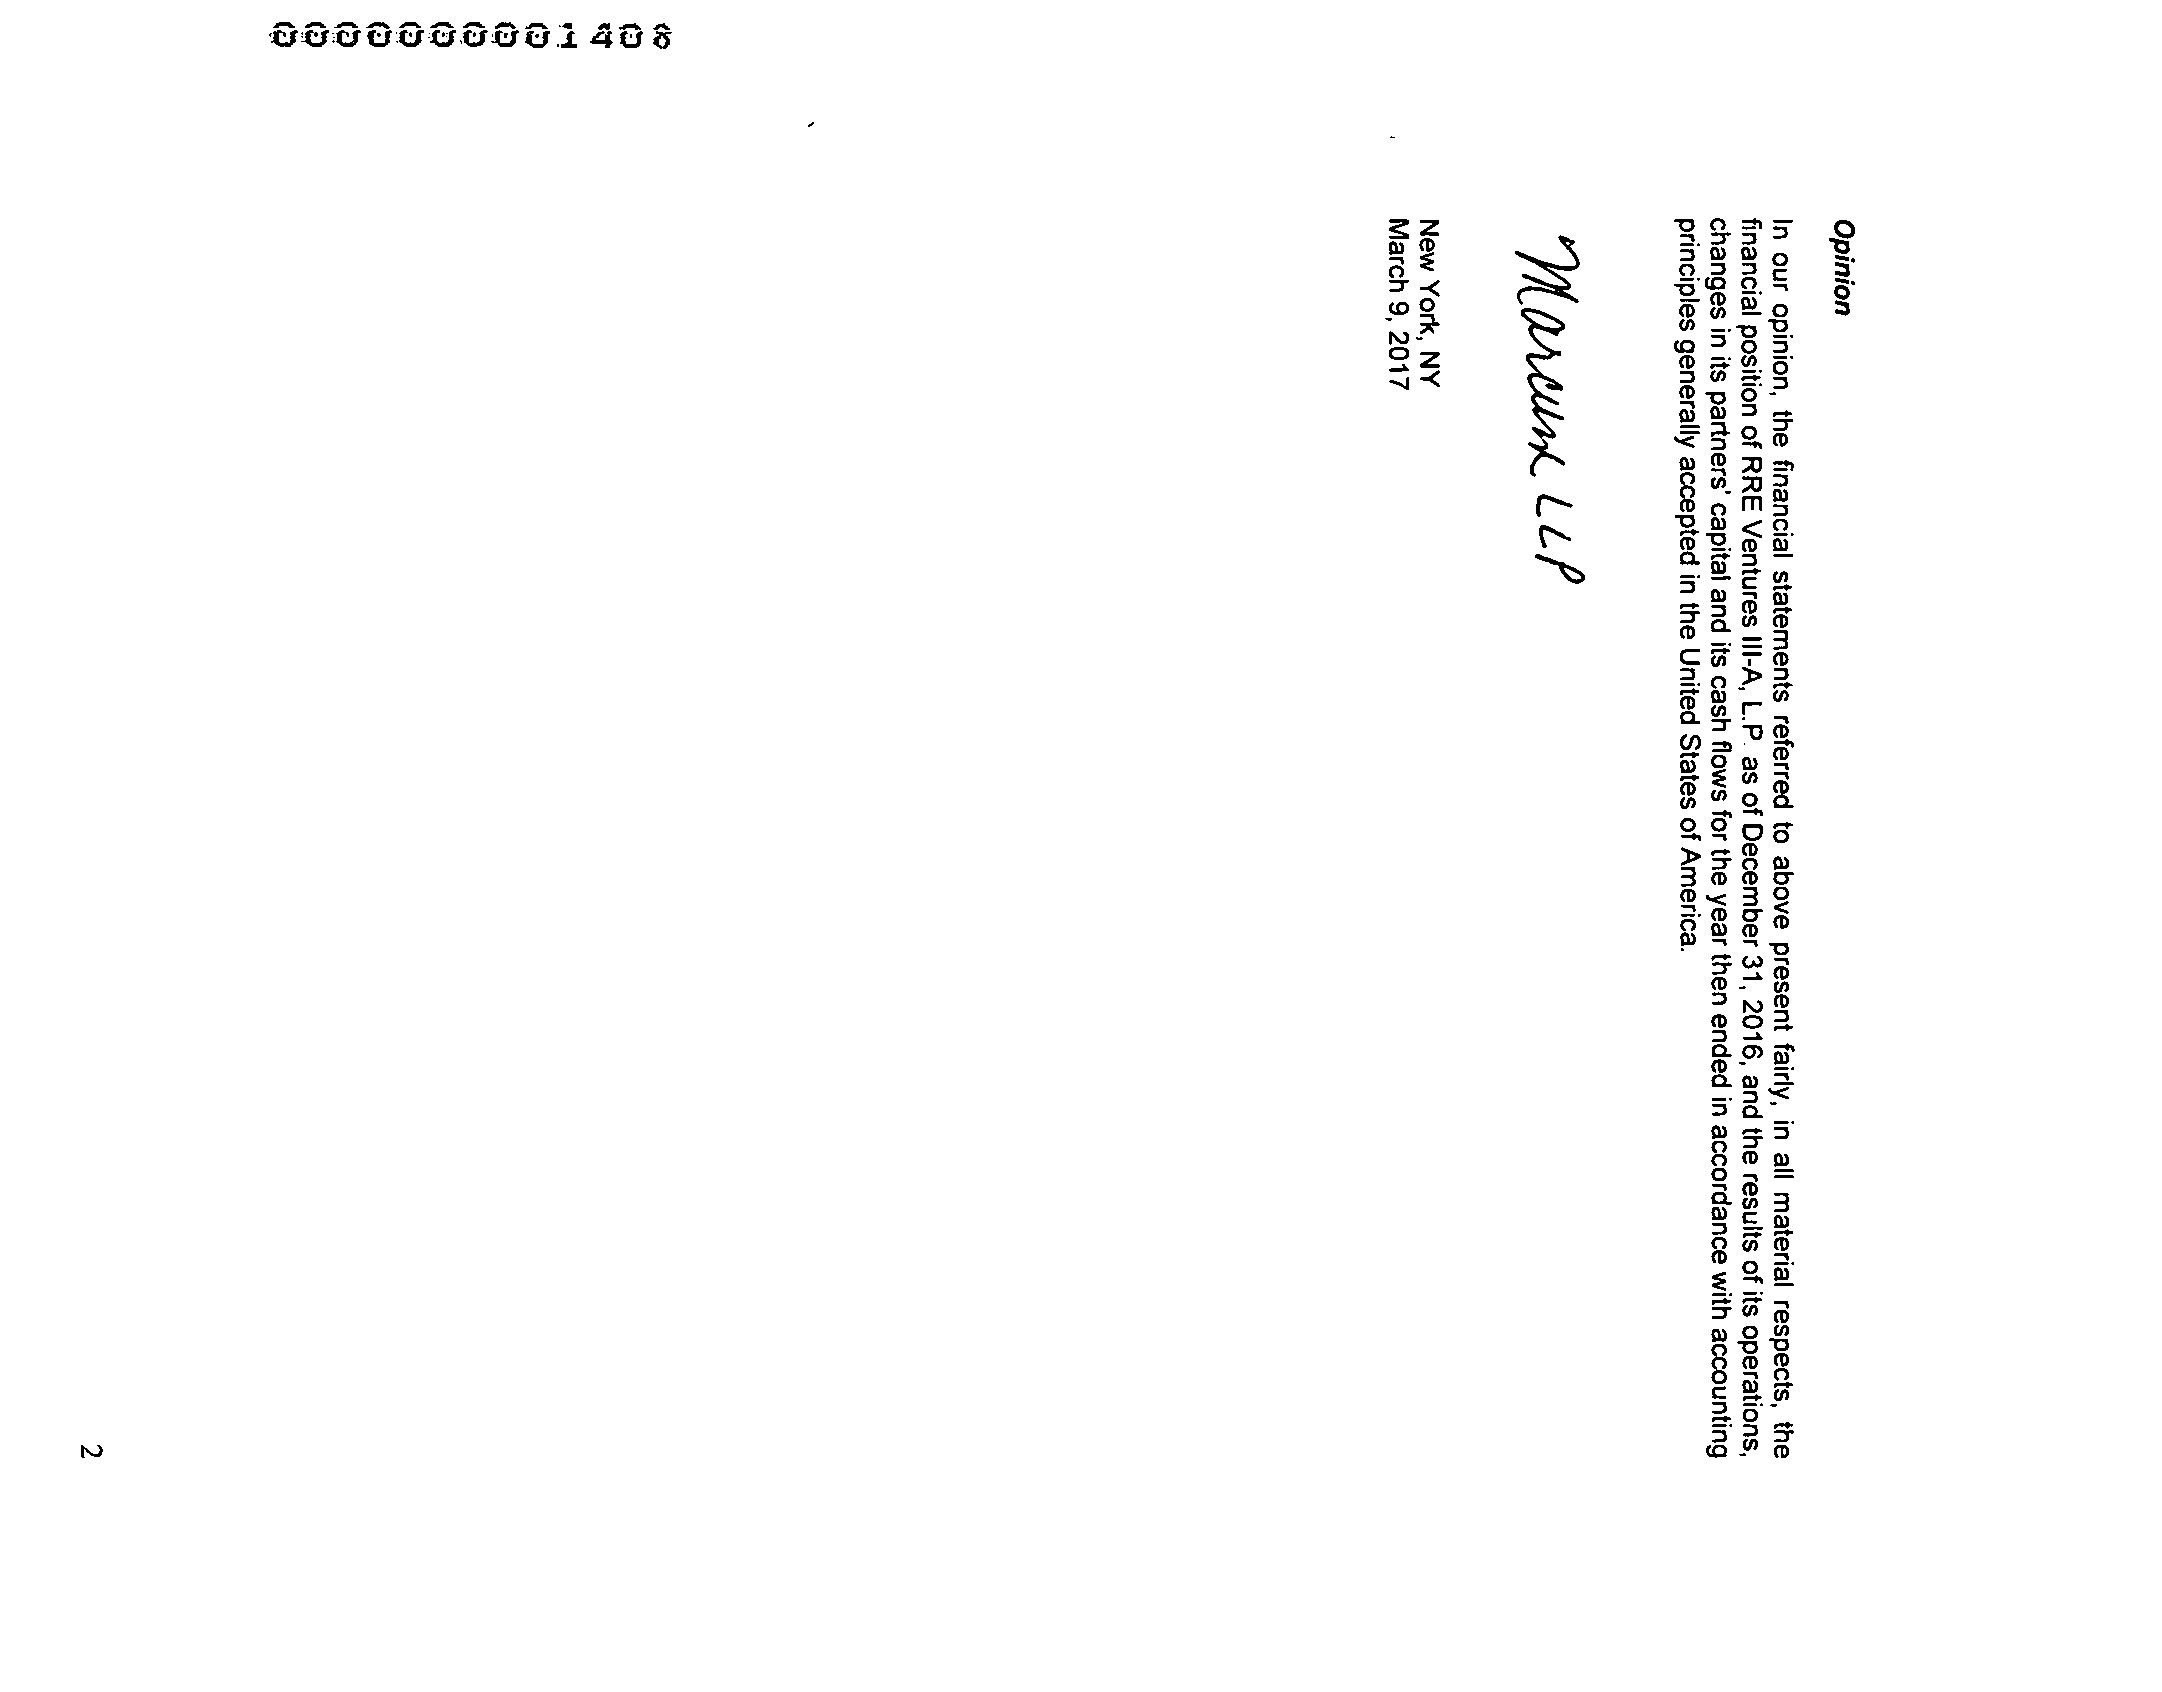 0000000001408
Opinion
In our opinion, the financial statements referred to above present fairly, in all material respects, the
financial position of RRE Ventures III-A, L.P. as of December 31, 2016, and the results of its operations,
changes in its partners' capital and its cash flows for the year then ended in accordance with accounting
principles generally accepted in the United States of America.
Marcum LLP
New York, NY
March 9, 2017
2